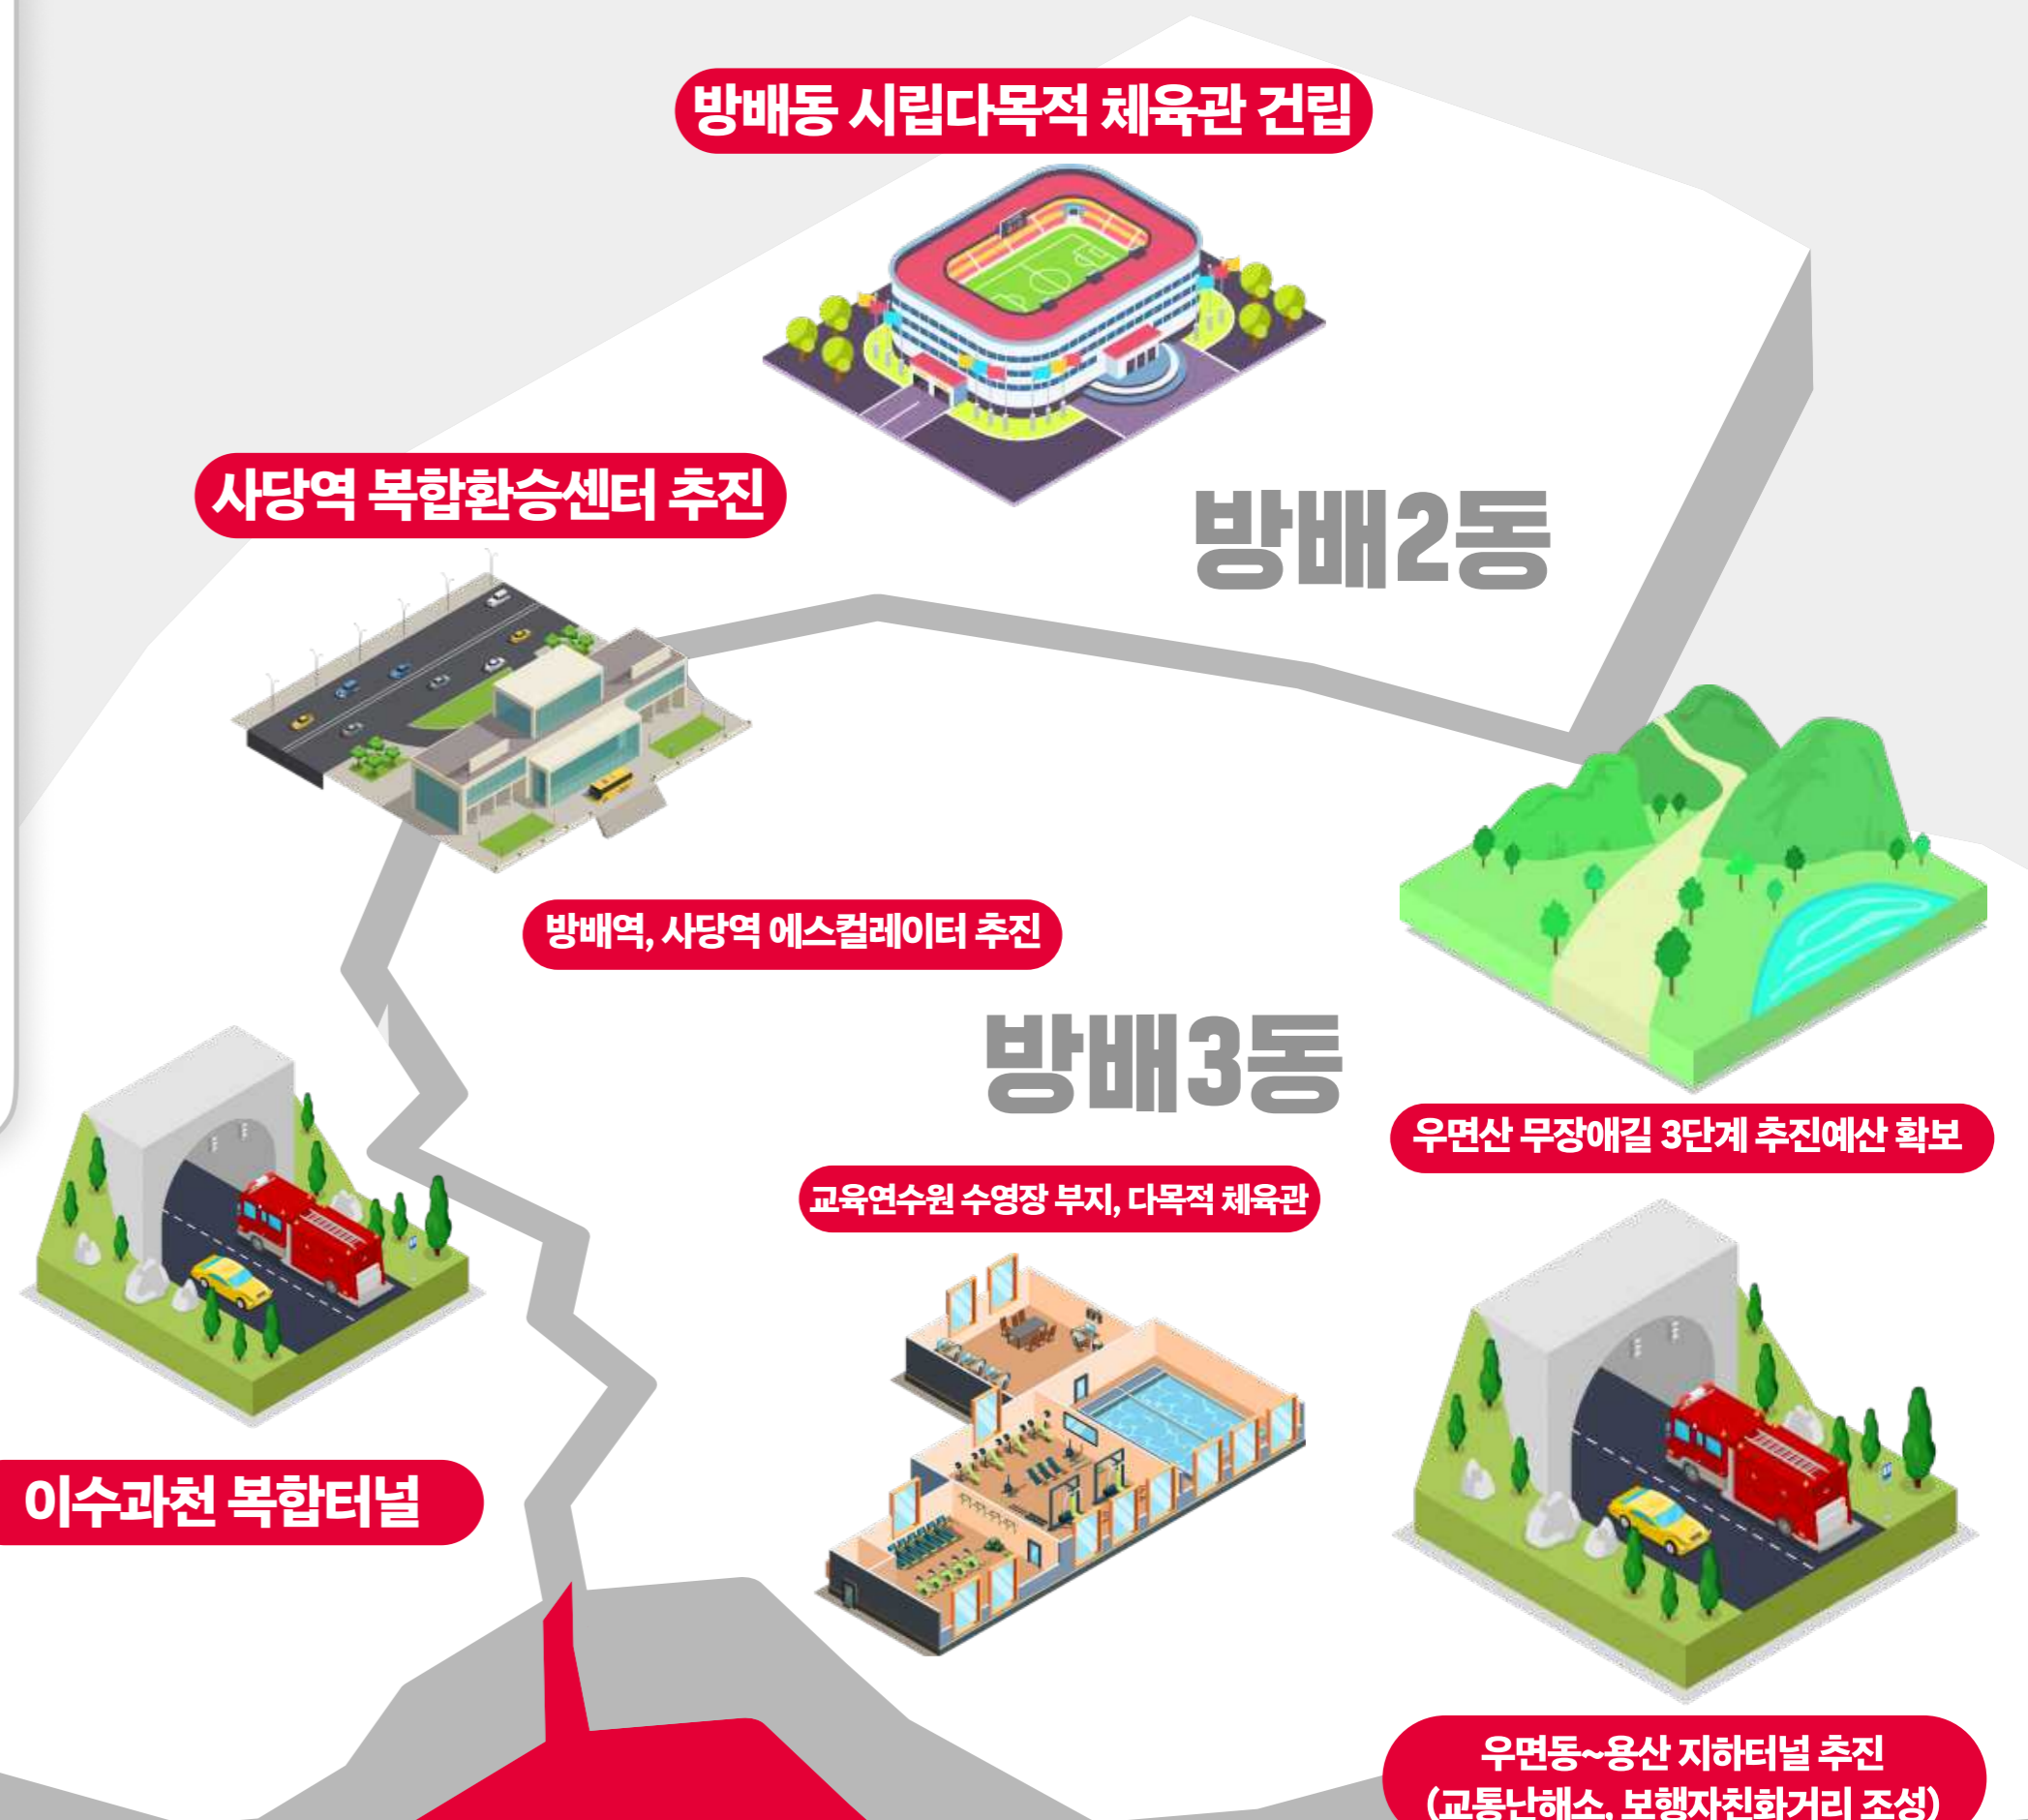 방배동 시립다목적 체육관 건립
사당역 복합환승센터 추진
방배2동
방배역, 사당역 에스컬레이터 추진
방배3동
우면산 무장애길 3단계 추진예산 확보
교육연수원 수영장 부지, 다목적 체육관
이수과천 복합터널
우면동~용산 지하터널 추진
(교통난해소, 보행자친화거리 조성)